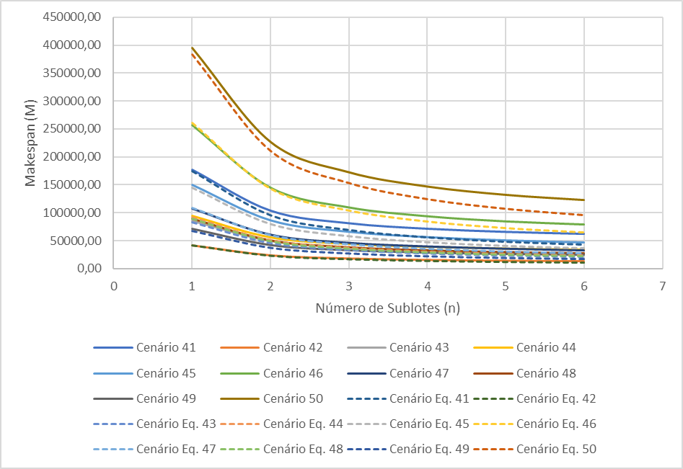 450000,00
400000,00
350000,00
300000,00
250000,00
200000,00
150000,00
100000,00
50000,00
0,00
Makespan (M)
0 1 2 3 4 5 6 7
Número de Sublotes (n)
Cenário 41 Cenário 42 Cenário 43 Cenário 44
Cenário 45 Cenário 46 Cenário 47 Cenário 48
Cenário 49 Cenário 50 Cenário Eq. 41 Cenário Eq. 42
Cenário Eq. 43 Cenário Eq. 44 Cenário Eq. 45 Cenário Eq. 46
Cenário Eq. 47 Cenário Eq. 48 Cenário Eq. 49 Cenário Eq. 50